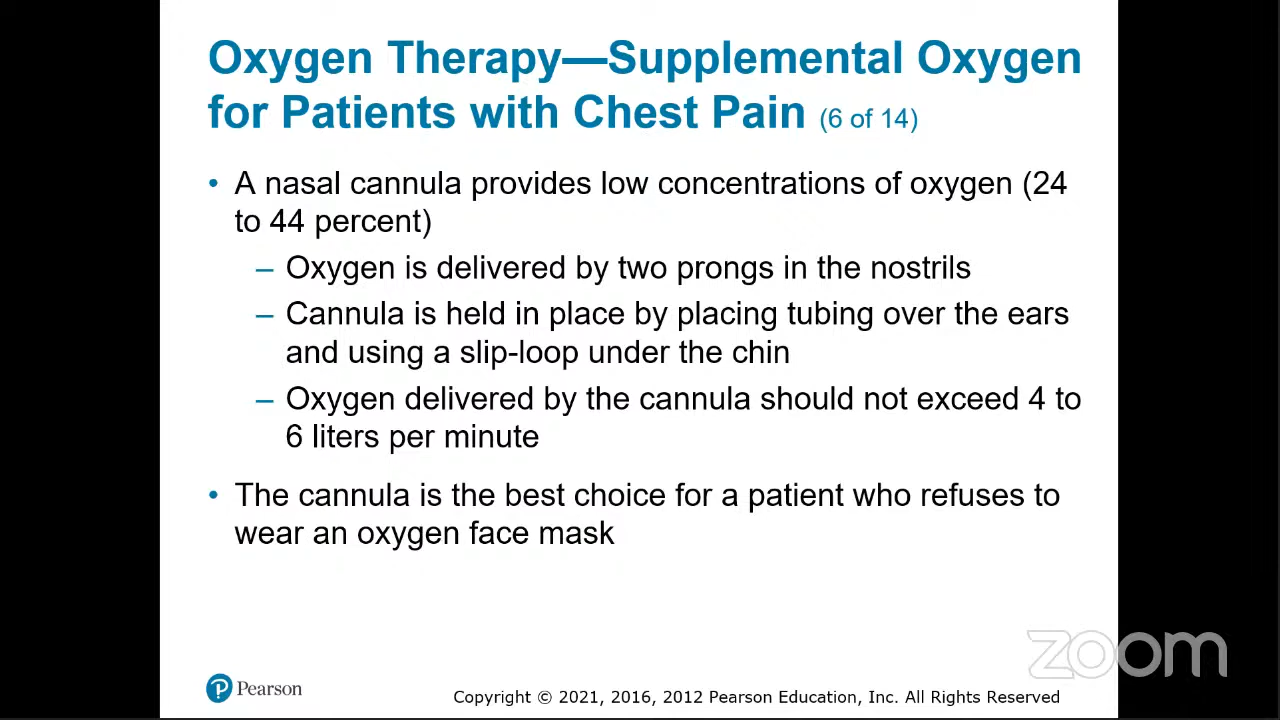 Oxygen Therapy—Supplemental Oxygen
for Patients with Chest Pain (6 of 14)
• A nasal cannula provides low concentrations of oxygen (24
to 44 percent)
– Oxygen is delivered by two prongs in the nostrils
– Cannula is held in place by placing tubing over the ears
and using a slip-loop under the chin
– Oxygen delivered by the cannula should not exceed 4 to
6 liters per minute
• The cannula is the best choice for a patient who refuses to
wear an oxygen face mask
zoom
P Pearson
Copyright © 2021, 2016, 2012 Pearson Education, Inc. All Rights Reserved